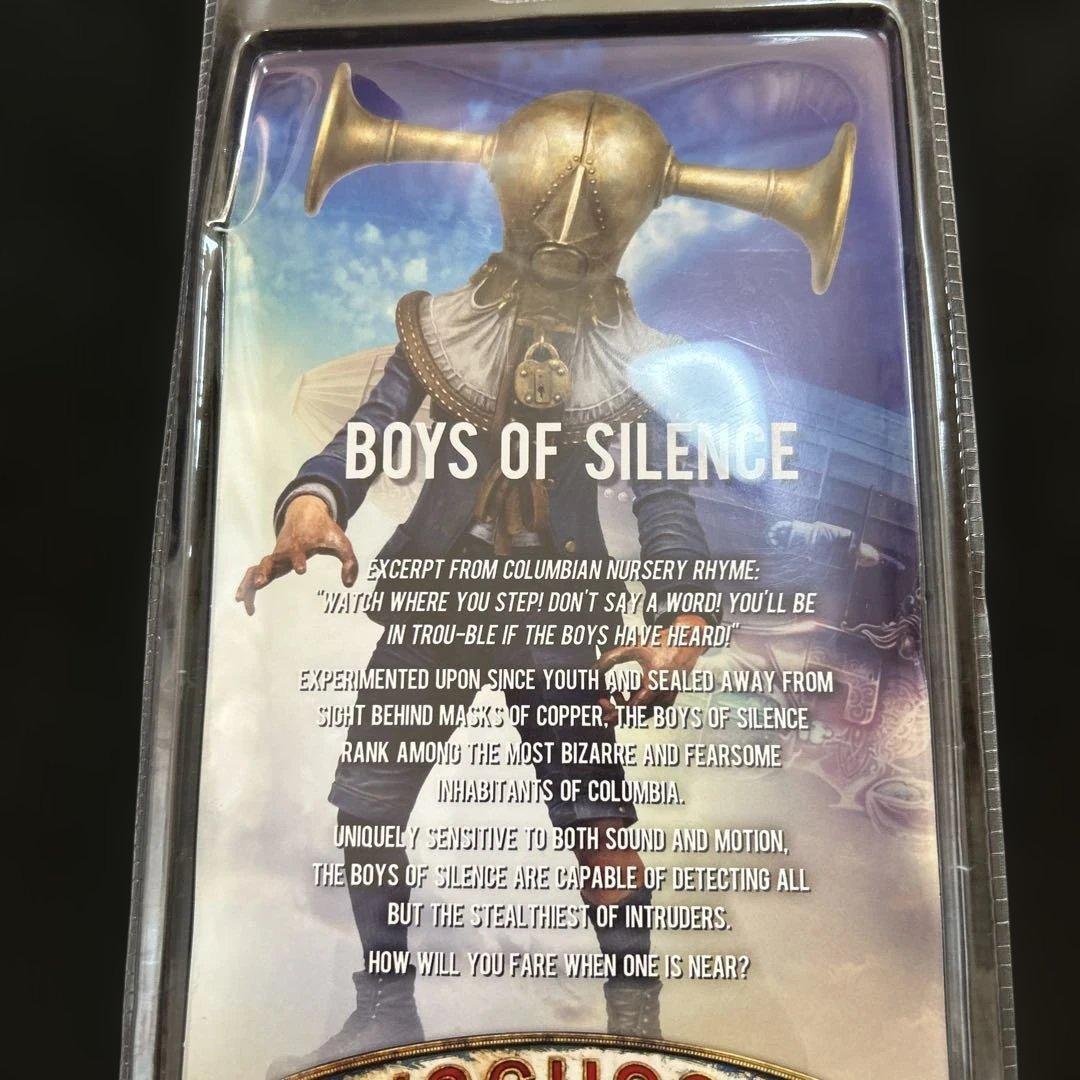 BOYS OF SILENCE
EXCERPT FROM COLUMBIAN NURSERY RHYME:
"WATCH WHERE YOU STEP! DON'T SAY A WORD! YOU'LL BE
IN TROU-BLE IF THE BOYS HAVE HEARD!"
EXPERIMENTED UPON SINCE YOUTH AND SEALED AWAY FROM
SIGHT BEHIND MASKS OF COPPER, THE BOYS OF SILENCE
RANK AMONG THE MOST BIZARRE AND FEARSOME
INHABITANTS OF COLUMBIA.
UNIQUELY SENSITIVE TO BOTH SOUND AND MOTION,
THE BOYS OF SILENCE ARE CAPABLE OF DETECTING ALL
BUT THE STEALTHIEST OF INTRUDERS.
HOW WILL YOU FARE WHEN ONE IS NEAR?